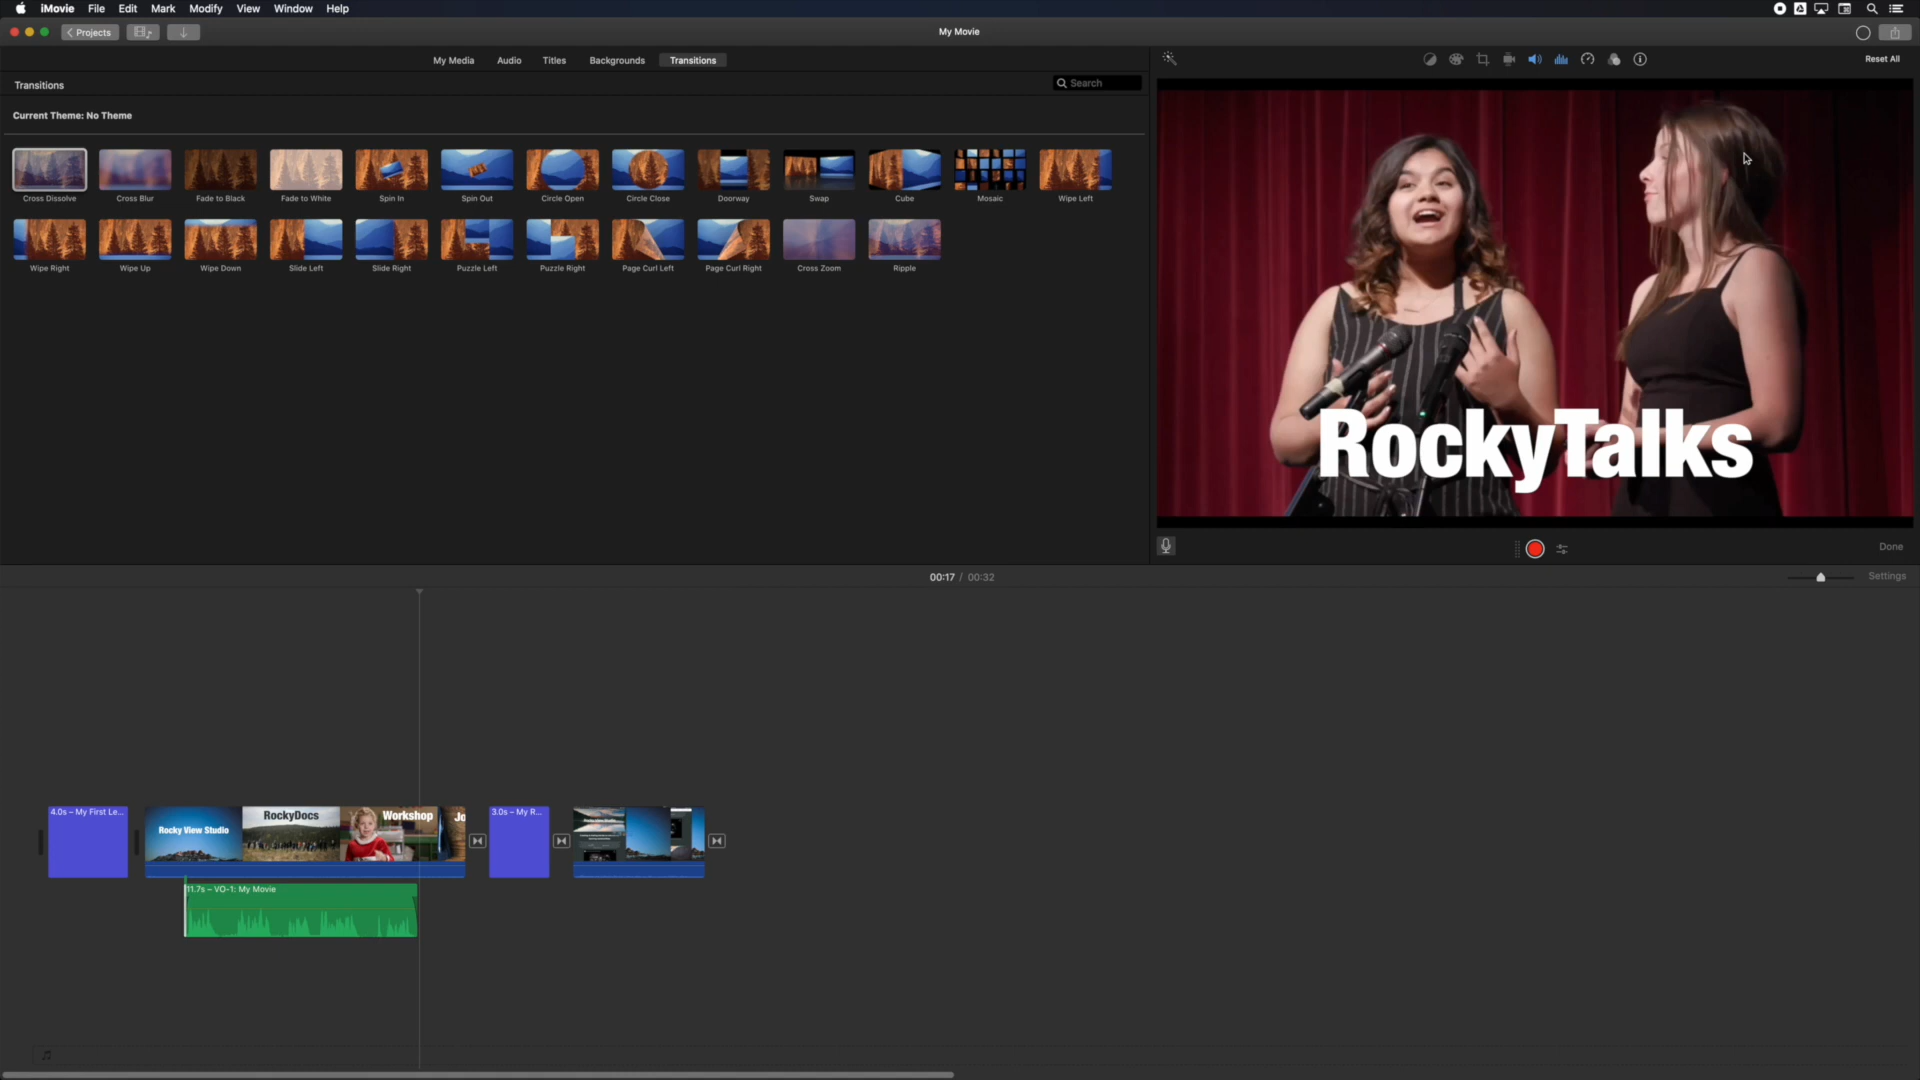 iMovie File Edit Mark Modify View Window Help
Projects
My Movie
My Media Audio Titles Backgrounds Transitions
Reset All
Transitions
Search
Current Theme: No Theme
Cross Dissolve Cross Blur Fade to Black Fade to White Spin In Spin Out Circle Open Circle Close Doorway Swap Cube Mosaic Wipe Left
Wipe Right Wipe Up Wipe Down Slide Left Slide Right Puzzle Left Puzzle Right Page Curl Left Page Curl Right Cross Zoom Ripple
RockyTalks
Done
00:17 / 00:32
Settings
4.0s – My First Le...
Rocky View Studio
RockyDocs
Workshop
Jo
3.0s – My R...
11.7s – VO-1: My Movie